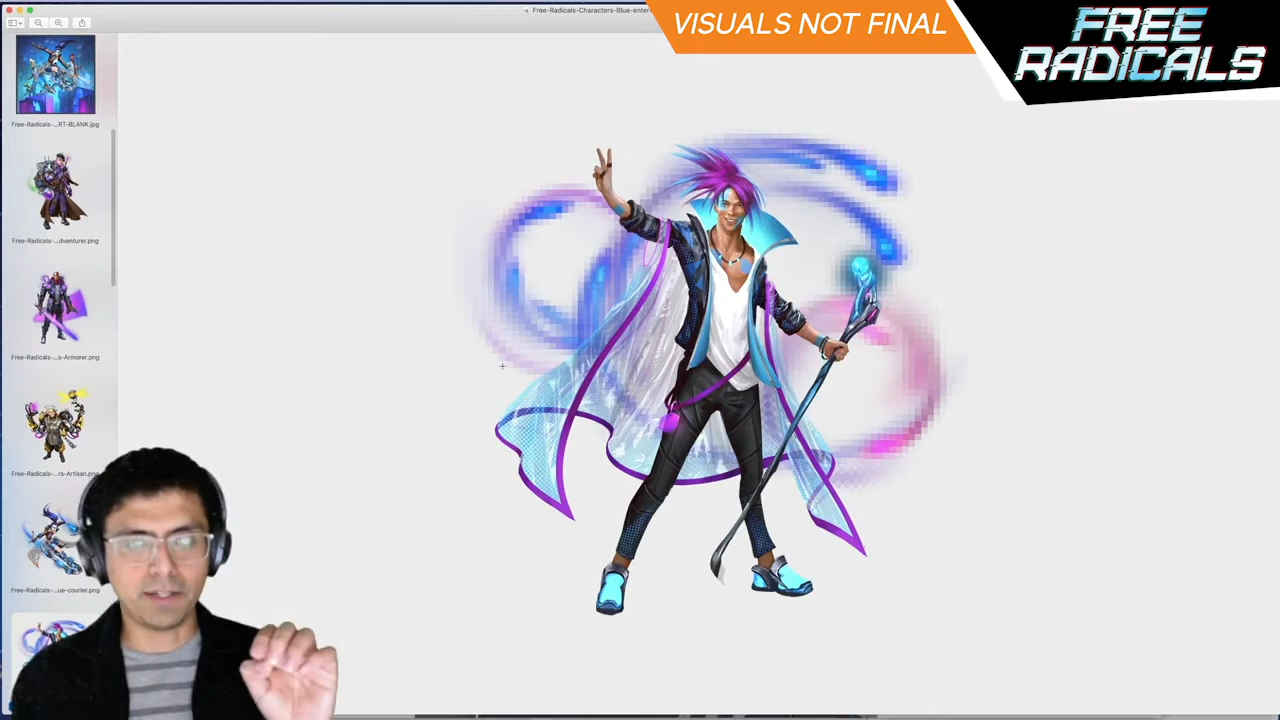 Free-Radicals-Characters-Blue-enter
VISUALS NOT FINAL
FREE
RADICALS
Free-Radicals-...RT-BLANK.jpg
Free-Radicals-...dventurer.png
Free-Radicals-...s-Armorer.png
Free-Radicals-...rs-Artisan.png
Free-Radicals-...ue-courier.png